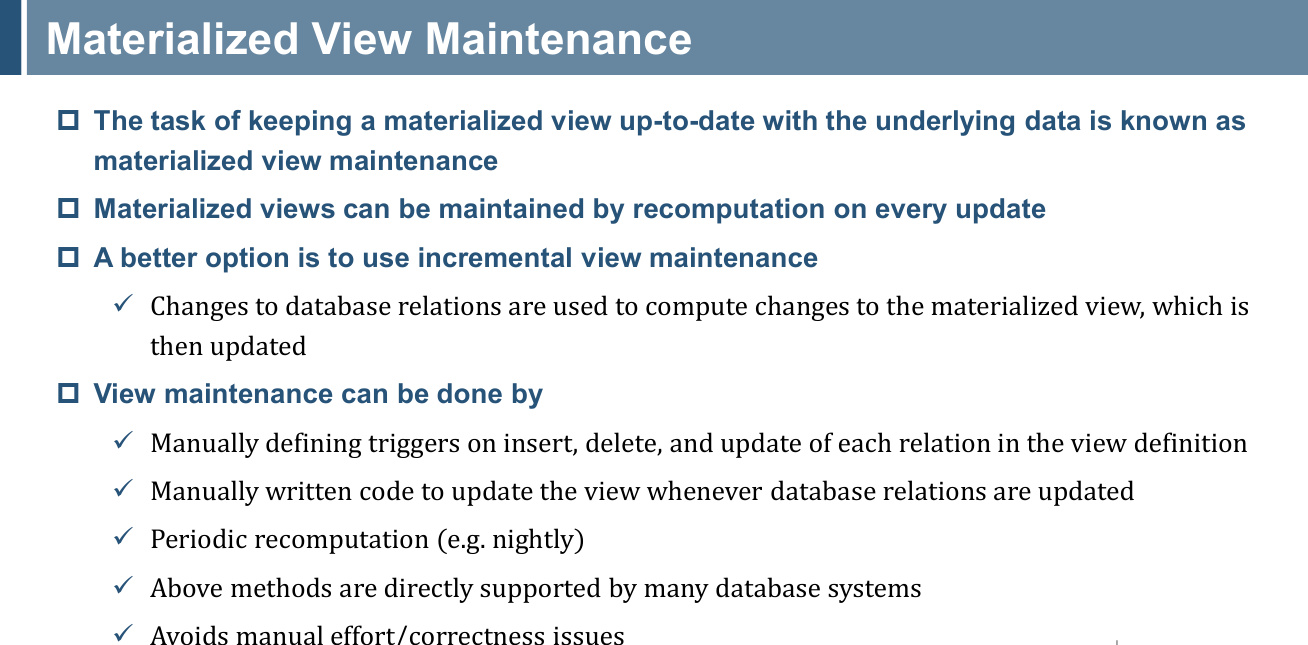 Materialized View Maintenance
The task of keeping a materialized view up-to-date with the underlying data is known as
materialized view maintenance
Materialized views can be maintained by recomputation on every update
A better option is to use incremental view maintenance
Changes to database relations are used to compute changes to the materialized view, which is
then updated
View maintenance can be done by
Manually defining triggers on insert, delete, and update of each relation in the view definition
Manually written code to update the view whenever database relations are updated
Periodic recomputation (e.g. nightly)
Above methods are directly supported by many database systems
Avoids manual effort/correctness issues